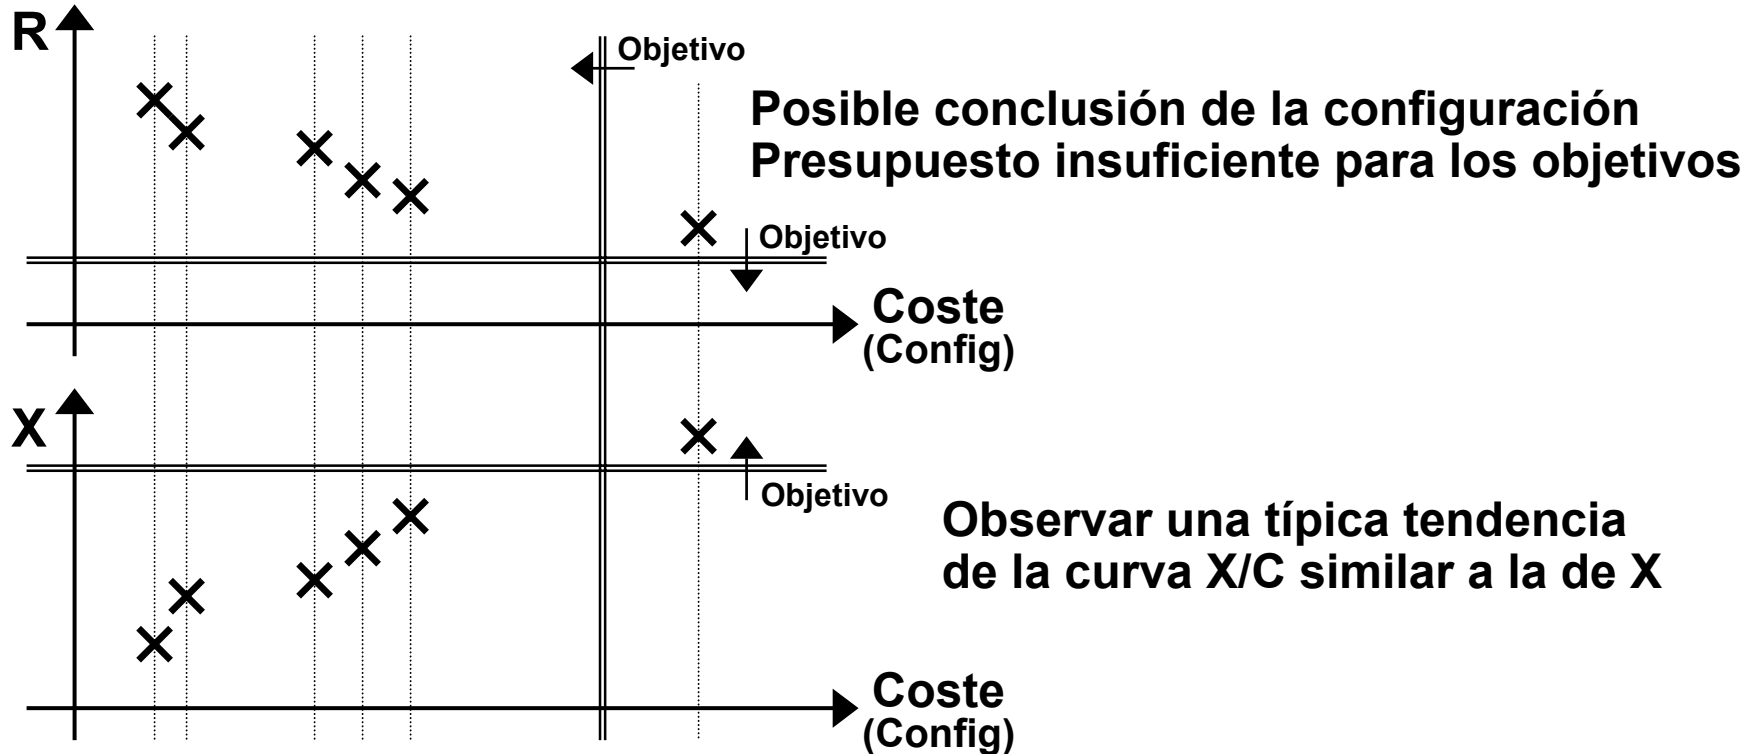 R
Objetivo
Posible conclusión de la configuración
Presupuesto insuficiente para los objetivos
Objetivo
Coste
(Config)
X
Objetivo
Observar una típica tendencia
de la curva X/C similar a la de X
Coste
(Config)